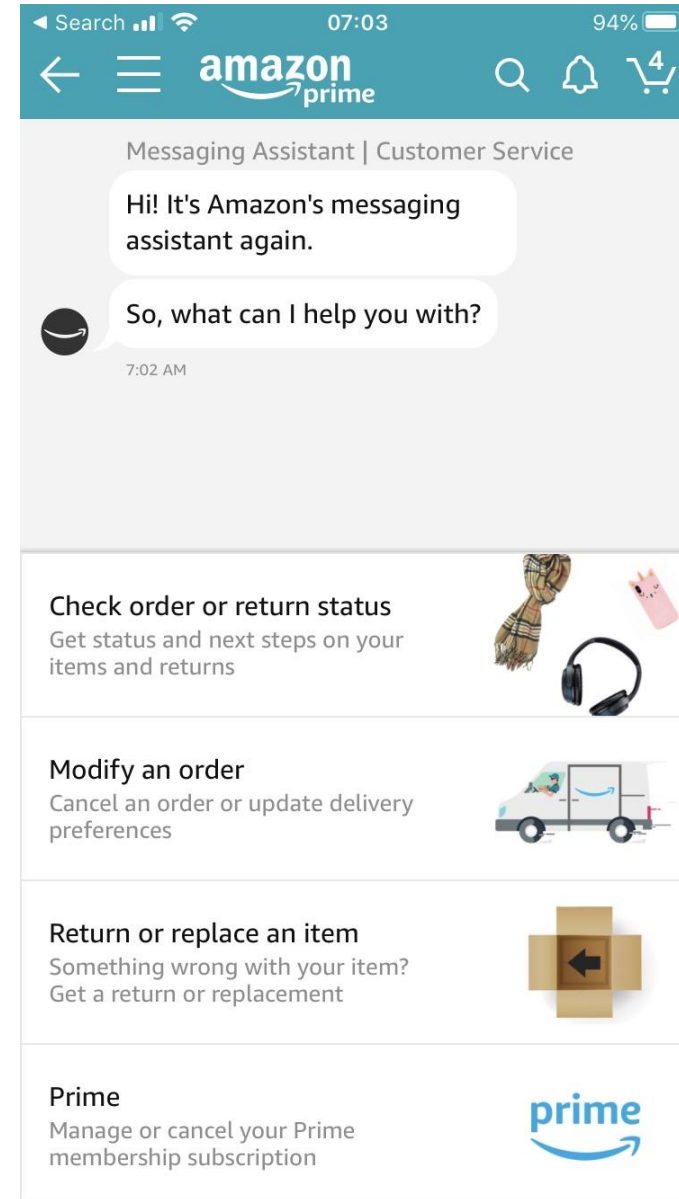 ◀ Search 07:03 94%
amazon 4
prime
Messaging Assistant | Customer Service
Hi! It's Amazon's messaging
assistant again.
So, what can I help you with?
7:02 AM
Check order or return status
Get status and next steps on your
items and returns
Modify an order
Cancel an order or update delivery
preferences
Return or replace an item
Something wrong with your item?
Get a return or replacement
Prime
Manage or cancel your Prime
membership subscription
prime